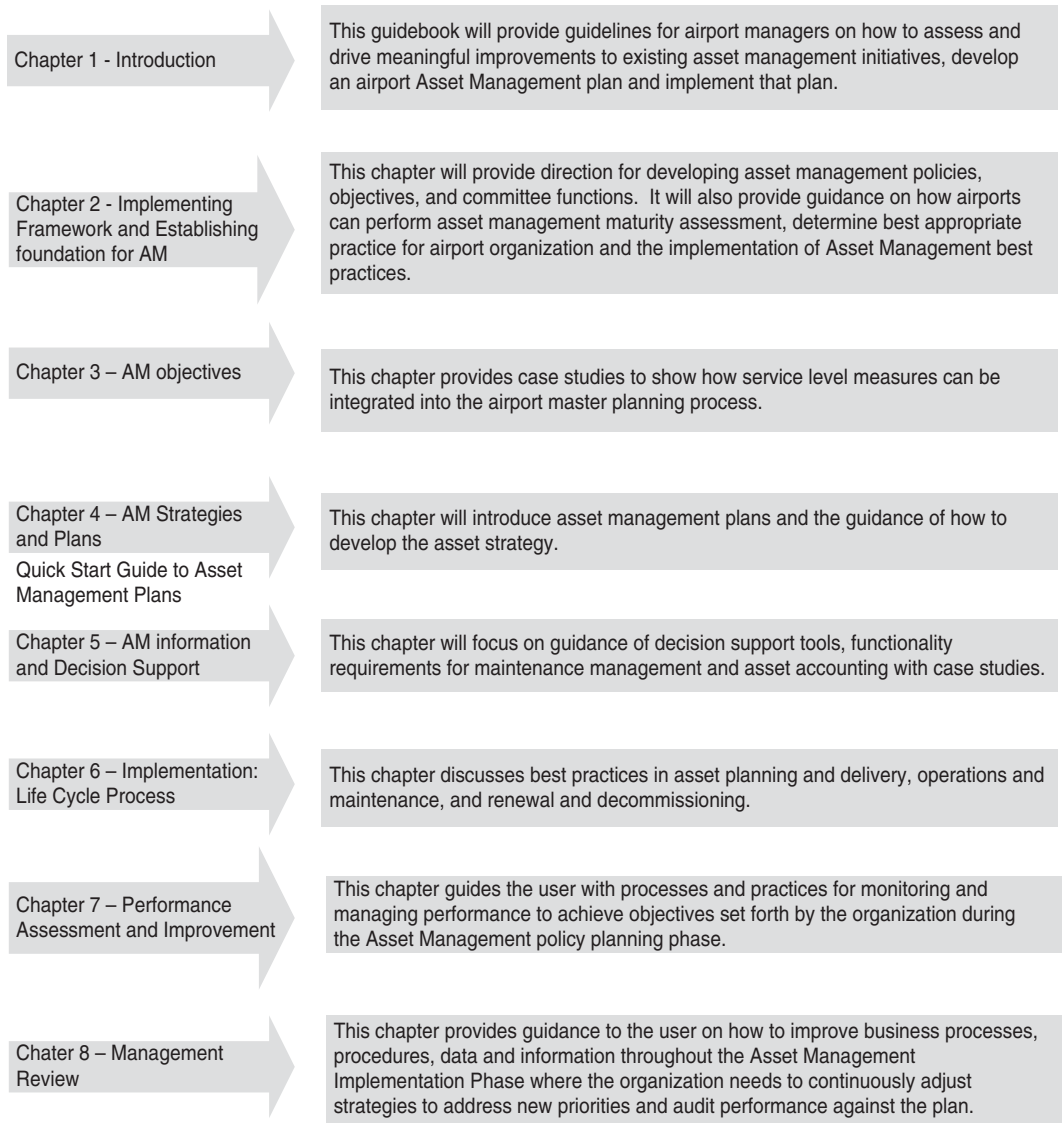 Chapter 1 - Introduction
This guidebook will provide guidelines for airport managers on how to assess and
drive meaningful improvements to existing asset management initiatives, develop
an airport Asset Management plan and implement that plan.
Chapter 2 - Implementing
Framework and Establishing
foundation for AM
This chapter will provide direction for developing asset management policies,
objectives, and committee functions.  It will also provide guidance on how airports
can perform asset management maturity assessment, determine best appropriate
practice for airport organization and the implementation of Asset Management best
practices.
Chapter 3 – AM objectives
This chapter provides case studies to show how service level measures can be
integrated into the airport master planning process.
Chapter 4 – AM Strategies
and Plans
Quick Start Guide to Asset
Management Plans
This chapter will introduce asset management plans and the guidance of how to
develop the asset strategy.
Chapter 5 – AM information
and Decision Support
This chapter will focus on guidance of decision support tools, functionality
requirements for maintenance management and asset accounting with case studies.
Chapter 6 – Implementation:
Life Cycle Process
This chapter discusses best practices in asset planning and delivery, operations and
maintenance, and renewal and decommissioning.
Chapter 7 – Performance
Assessment and Improvement
This chapter guides the user with processes and practices for monitoring and
managing performance to achieve objectives set forth by the organization during
the Asset Management policy planning phase.
Chater 8 – Management
Review
This chapter provides guidance to the user on how to improve business processes,
procedures, data and information throughout the Asset Management
Implementation Phase where the organization needs to continuously adjust
strategies to address new priorities and audit performance against the plan.